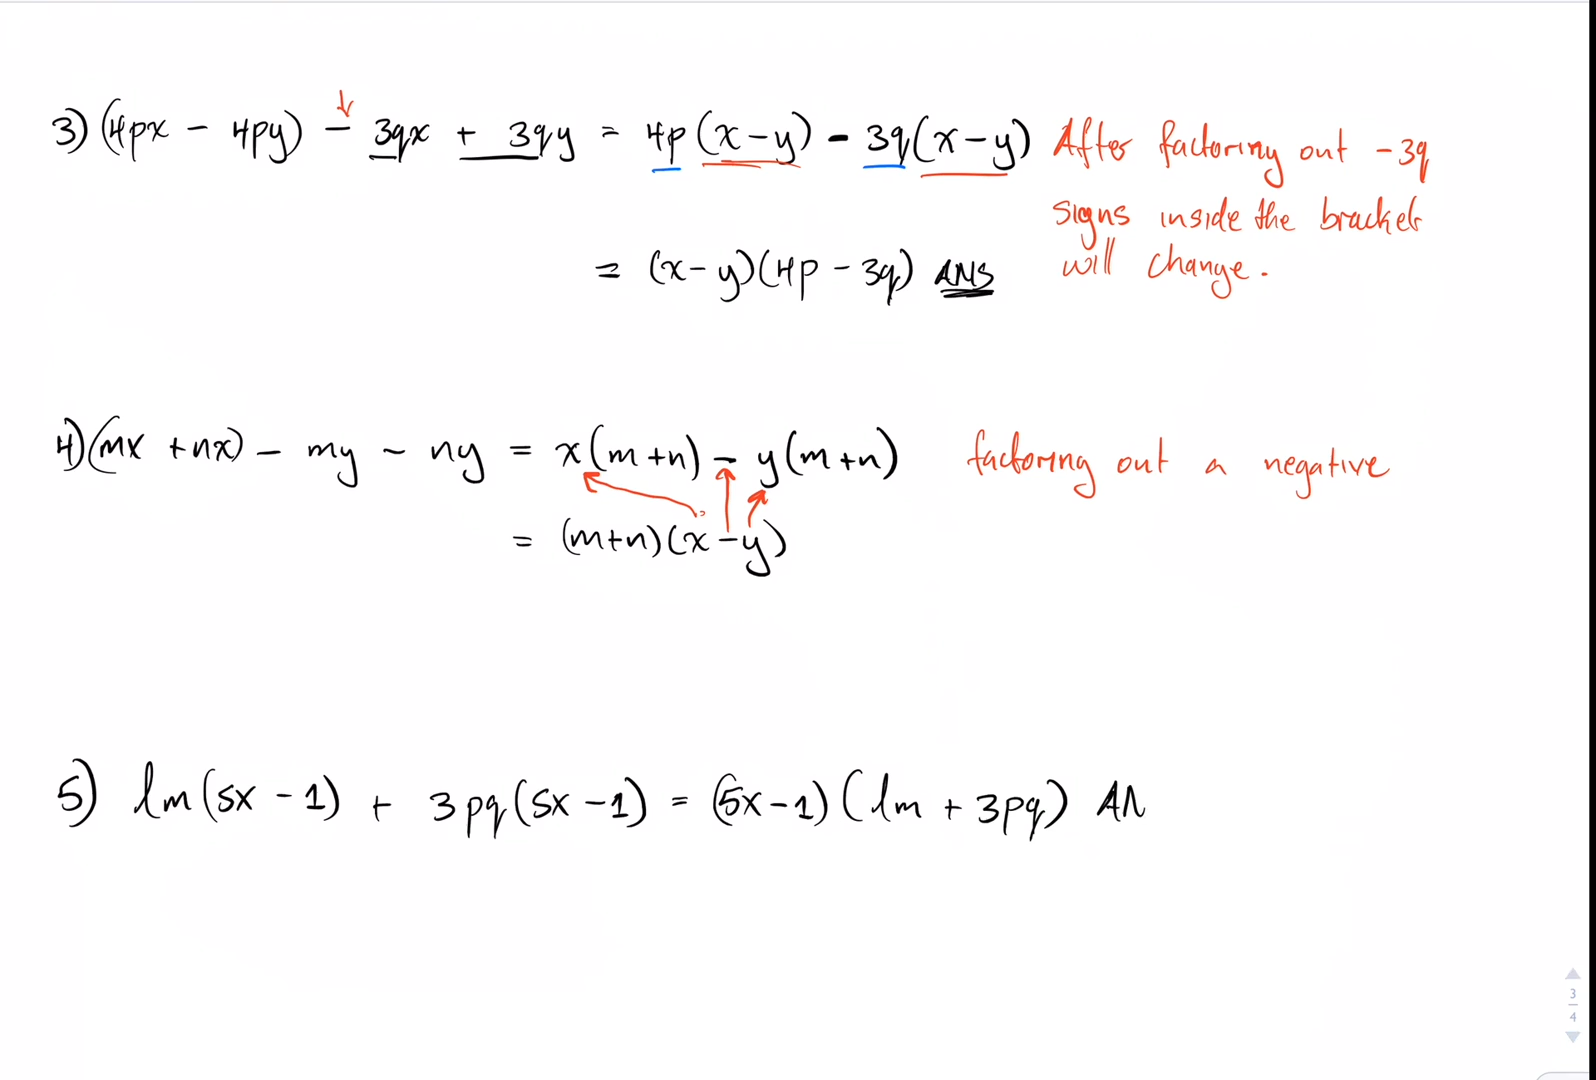 3) (4px - 4py) - 3qx + 3qy = 4p(x-y) - 3q(x-y) After factoring out -3q
signs inside the bracket
= (x-y)(4p - 3q) ANS will change.
4) (mx + nx) - my - ny = x(m+n) - y(m+n) factoring out a negative
= (m+n)(x-y)
5) lm(5x-1) + 3pq(5x-1) = (5x-1)(lm + 3pq) AN
3
4